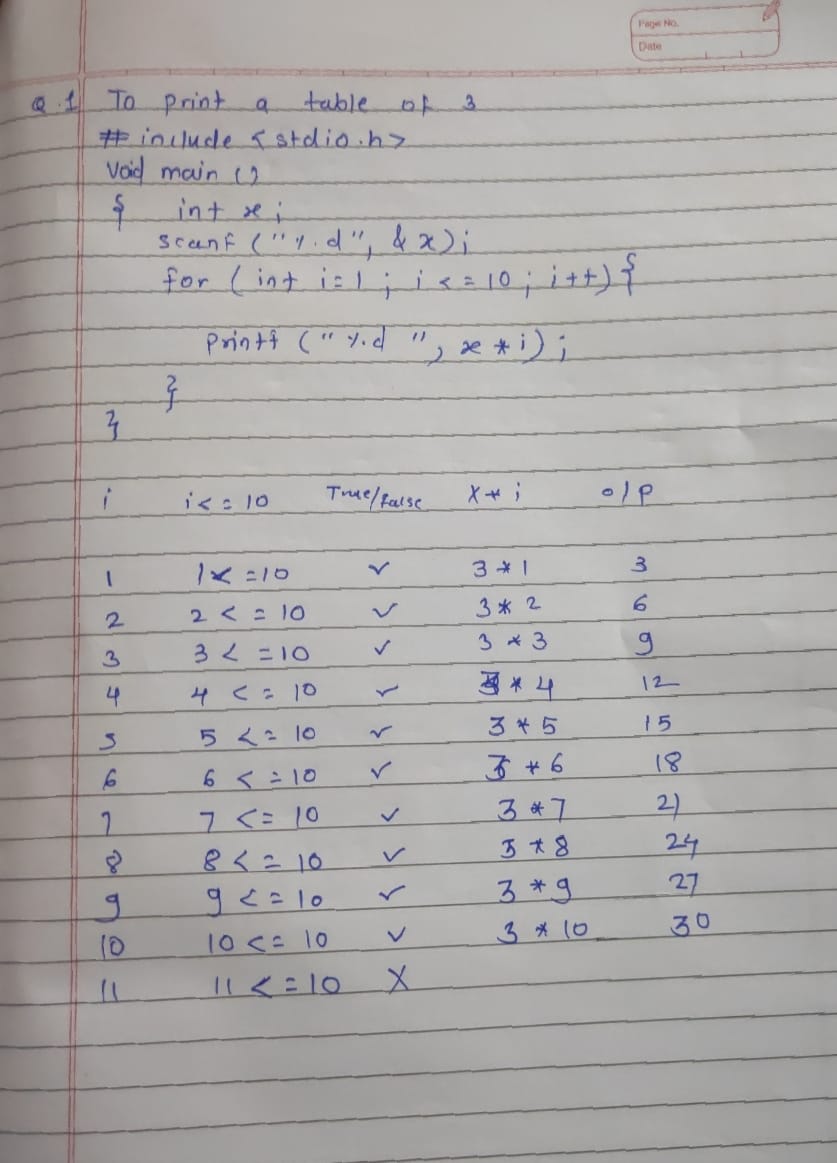 Page No.
Date
Q.1 To print a table of 3
# include <stdio.h>
Void main ()
{ int x;
scanf ("%d", & x);
for (int i=1; i<=10; i++) {
printf ("%d ", x * i);
}
}
i i<=10 True/false X * i o/p
1 1<=10 ✓ 3 * 1 3
2 2 <= 10 ✓ 3 * 2 6
3 3 <=10 ✓ 3 * 3 9
4 4 <= 10 ✓ 3 * 4 12
5 5 <= 10 ✓ 3 * 5 15
6 6 <=10 ✓ 3 * 6 18
7 7 <= 10 ✓ 3 * 7 21
8 8 <= 10 ✓ 3 * 8 24
9 9 <= 10 ✓ 3 * 9 27
10 10 <= 10 ✓ 3 * 10 30
11 11 <=10 X